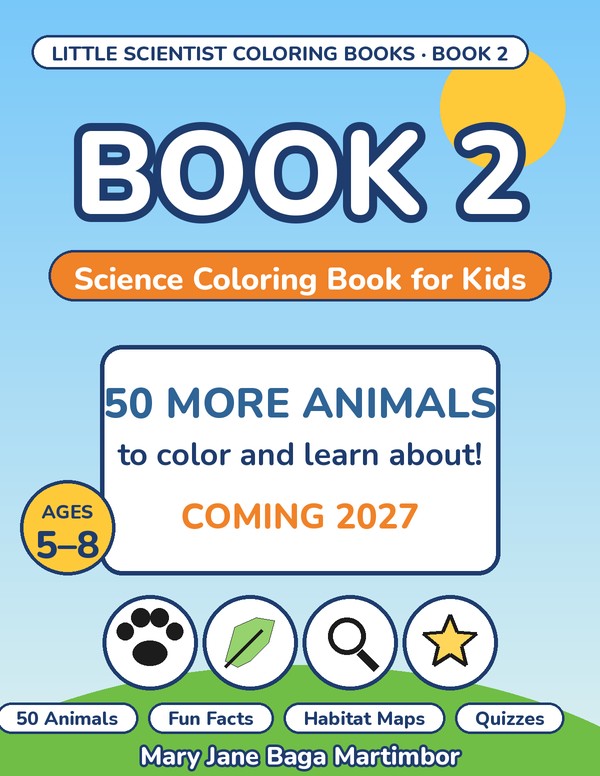 LITTLE SCIENTIST COLORING BOOKS · BOOK 2
BOOK 2
Science Coloring Book for Kids
50 MORE ANIMALS
to color and learn about!
COMING 2027
AGES
5–8
50 Animals
Fun Facts
Habitat Maps
Quizzes
Mary Jane Baga Martimbor